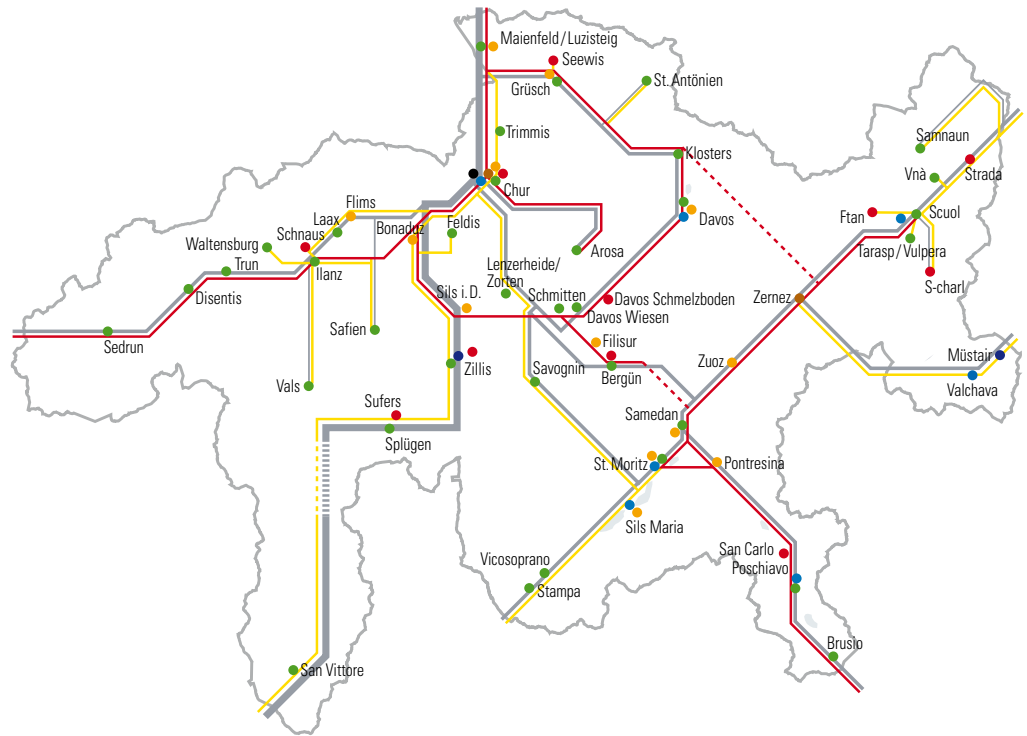 Maienfeld/Luzisteig
Seewis
Grüsch
St. Antönien
Trimmis
Samnaun
Klosters
Strada
Vnà
Chur
Flims
Laax
Bonaduz
Feldis
Davos
Ftan
Scuol
Schnaus
Waltensburg
Arosa
Tarasp/Vulpera
Trun
Ilanz
Lenzerheide/
Zorten
S-charl
Disentis
Sils i.D.
Schmitten
Davos Schmelzboden
Davos Wiesen
Zernez
Safien
Sedrun
Filisur
Müstair
Zillis
Bergün
Zuoz
Savognin
Valchava
Vals
Sufers
Samedan
Splügen
St. Moritz
Pontresina
Sils Maria
San Carlo
Poschiavo
Vicosoprano
Stampa
Brusio
San Vittore